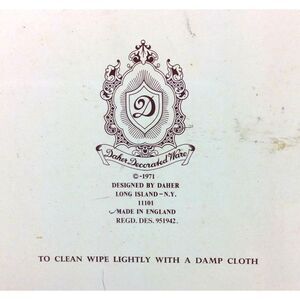 D
Daher Decorated Ware
©-1971
DESIGNED BY DAHER
LONG ISLAND—N.Y.
11101
MADE IN ENGLAND
REGD. DES. 951942.
TO CLEAN WIPE LIGHTLY WITH A DAMP CLOTH